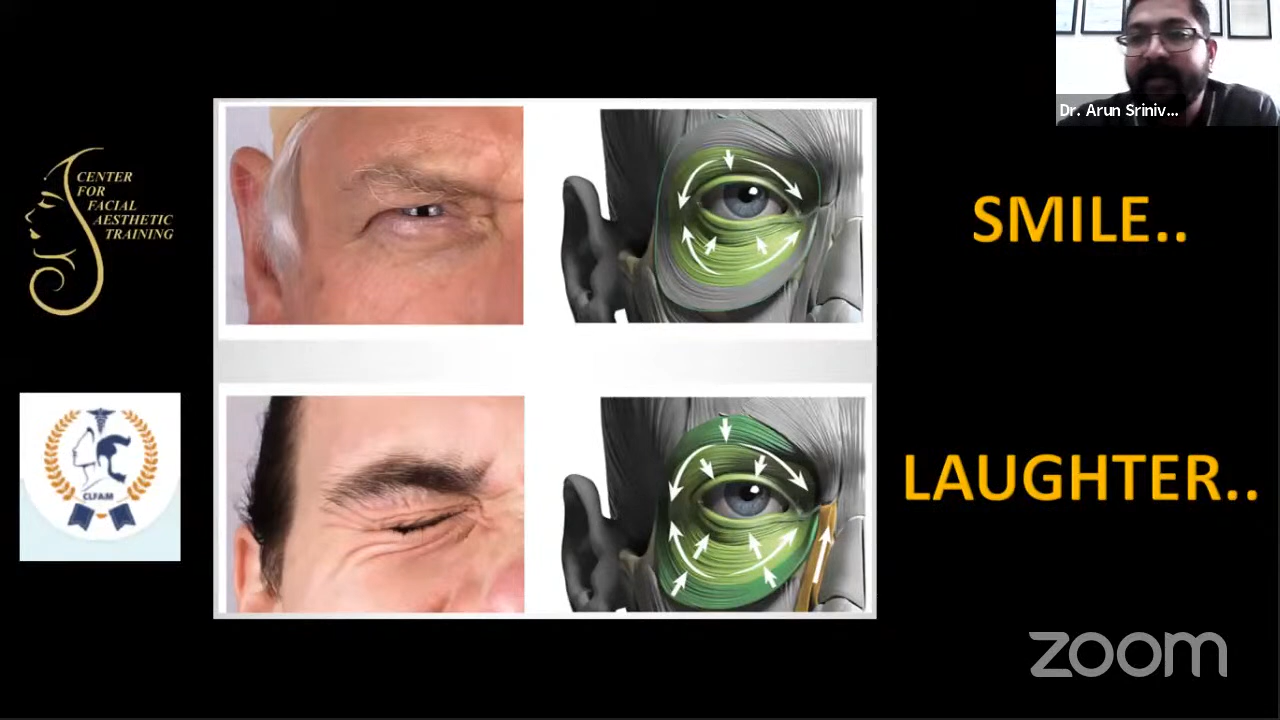 Dr. Arun Sriniv...
CENTER
FOR
FACIAL
AESTHETIC
TRAINING
SMILE..
CLFAM
LAUGHTER..
zoom